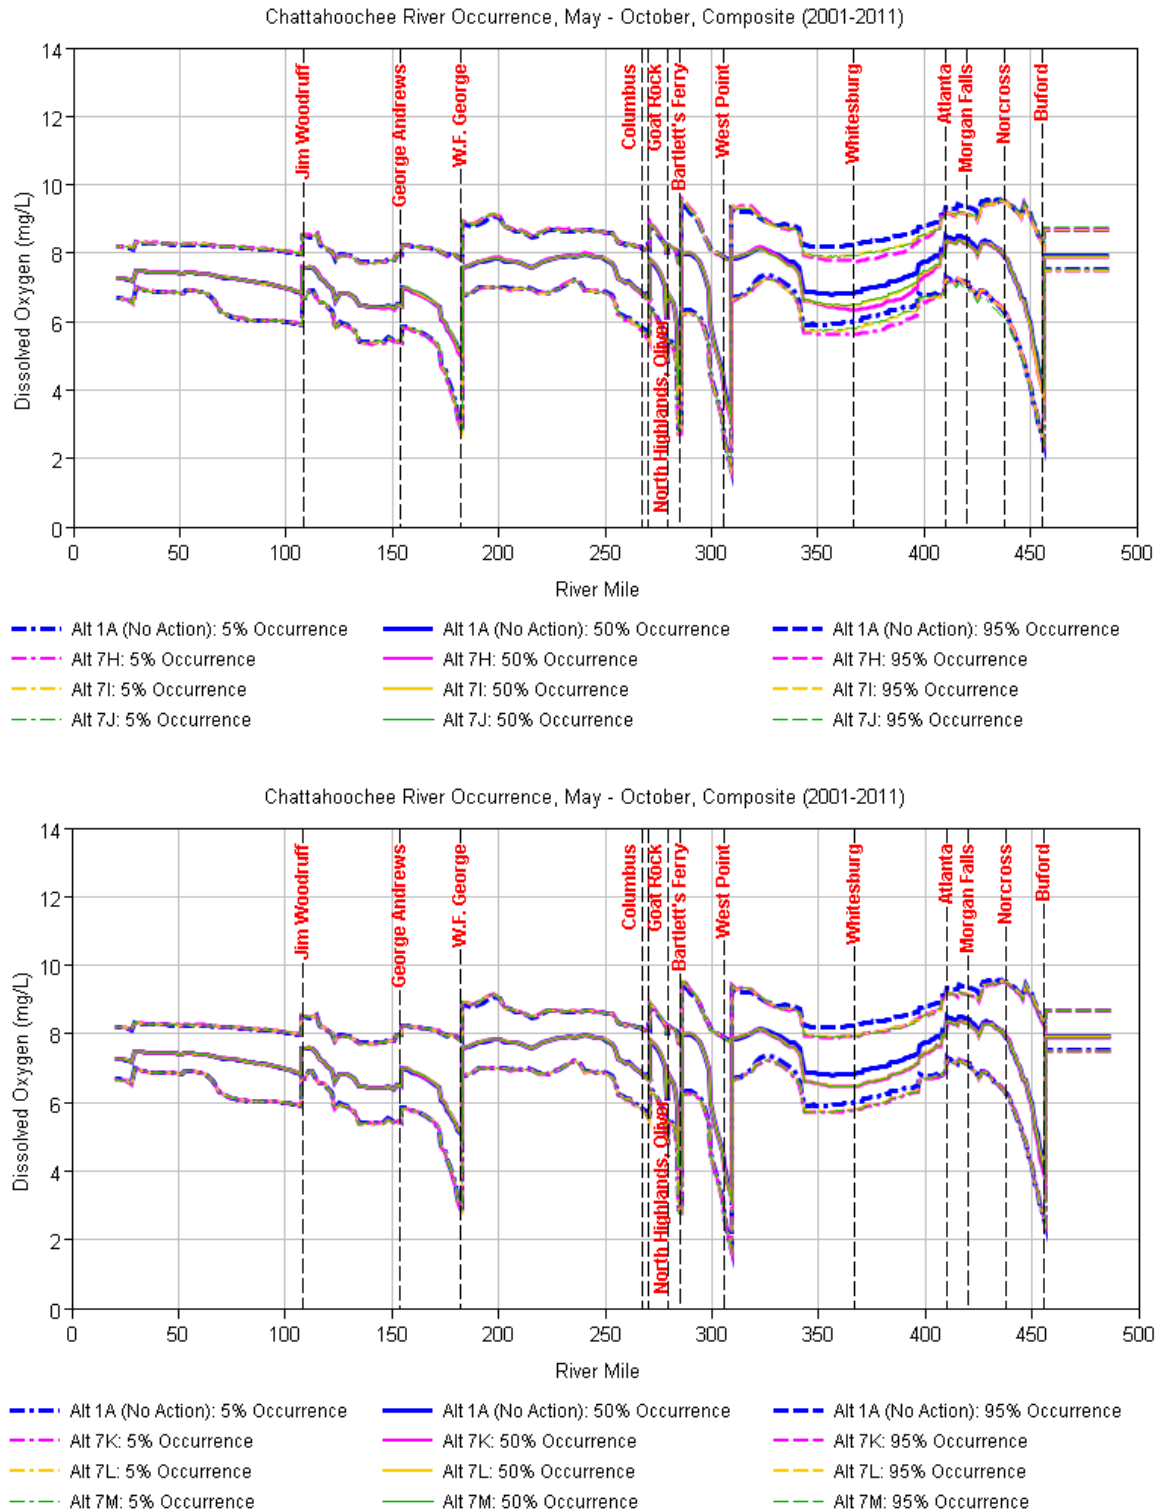 Chattahoochee River Occurrence, May - October, Composite (2001-2011)
Dissolved Oxygen (mg/L)
14
12
10
8
6
4
2
0
Jim Woodruff
George Andrews
W.F. George
Columbus
Goat Rock
North Highlands, Oliver
Bartlett's Ferry
West Point
Whitesburg
Atlanta
Morgan Falls
Norcross
Buford
0 50 100 150 200 250 300 350 400 450 500
River Mile
Alt 1A (No Action): 5% Occurrence Alt 1A (No Action): 50% Occurrence Alt 1A (No Action): 95% Occurrence
Alt 7H: 5% Occurrence Alt 7H: 50% Occurrence Alt 7H: 95% Occurrence
Alt 7I: 5% Occurrence Alt 7I: 50% Occurrence Alt 7I: 95% Occurrence
Alt 7J: 5% Occurrence Alt 7J: 50% Occurrence Alt 7J: 95% Occurrence
Chattahoochee River Occurrence, May - October, Composite (2001-2011)
Dissolved Oxygen (mg/L)
14
12
10
8
6
4
2
0
Jim Woodruff
George Andrews
W.F. George
Columbus
Goat Rock
North Highlands, Oliver
Bartlett's Ferry
West Point
Whitesburg
Atlanta
Morgan Falls
Norcross
Buford
0 50 100 150 200 250 300 350 400 450 500
River Mile
Alt 1A (No Action): 5% Occurrence Alt 1A (No Action): 50% Occurrence Alt 1A (No Action): 95% Occurrence
Alt 7K: 5% Occurrence Alt 7K: 50% Occurrence Alt 7K: 95% Occurrence
Alt 7L: 5% Occurrence Alt 7L: 50% Occurrence Alt 7L: 95% Occurrence
Alt 7M: 5% Occurrence Alt 7M: 50% Occurrence Alt 7M: 95% Occurrence